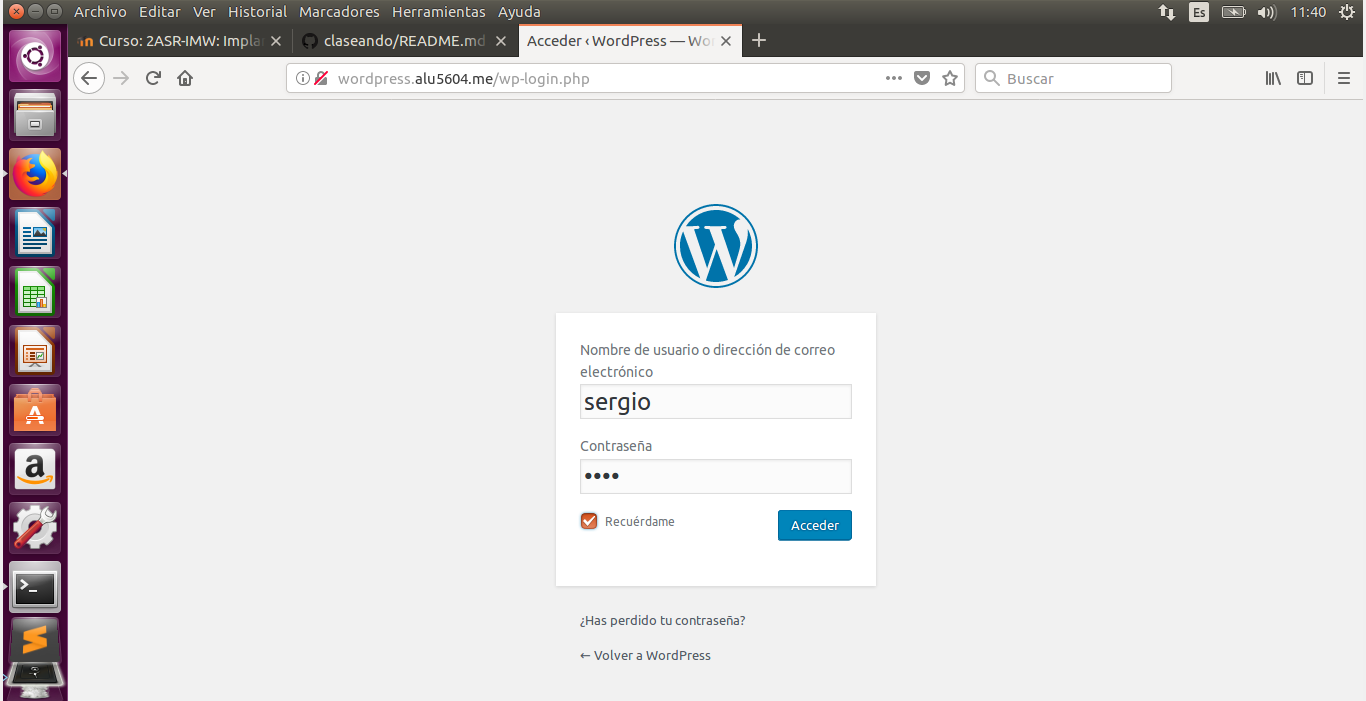 Archivo Editar Ver Historial Marcadores Herramientas Ayuda
Es
11:40
Curso: 2ASR-IMW: Impla
claseando/README.md
Acceder ‹ WordPress — Wo
wordpress.alu5604.me/wp-login.php
Buscar
Nombre de usuario o dirección de correo
electrónico
sergio
Contraseña
••••
Recuérdame
Acceder
¿Has perdido tu contraseña?
← Volver a WordPress